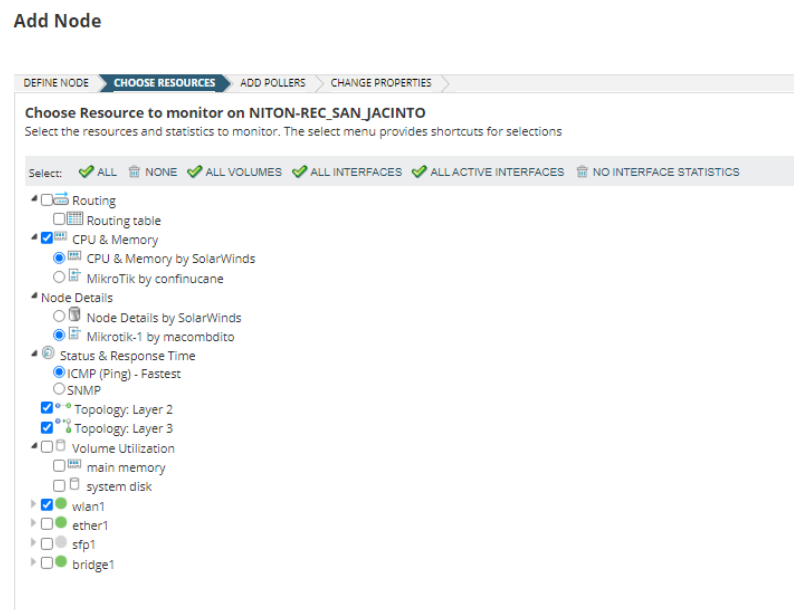 Add Node
DEFINE NODE CHOOSE RESOURCES ADD POLLERS CHANGE PROPERTIES
Choose Resource to monitor on NITON-REC_SAN_JACINTO
Select the resources and statistics to monitor. The select menu provides shortcuts for selections
Select: ALL NONE ALL VOLUMES ALL INTERFACES ALL ACTIVE INTERFACES NO INTERFACE STATISTICS
Routing
Routing table
CPU & Memory
CPU & Memory by SolarWinds
MikroTik by confinucane
Node Details
Node Details by SolarWinds
Mikrotik-1 by macombdito
Status & Response Time
ICMP (Ping) - Fastest
SNMP
Topology: Layer 2
Topology: Layer 3
Volume Utilization
main memory
system disk
wlan1
ether1
sfp1
bridge1